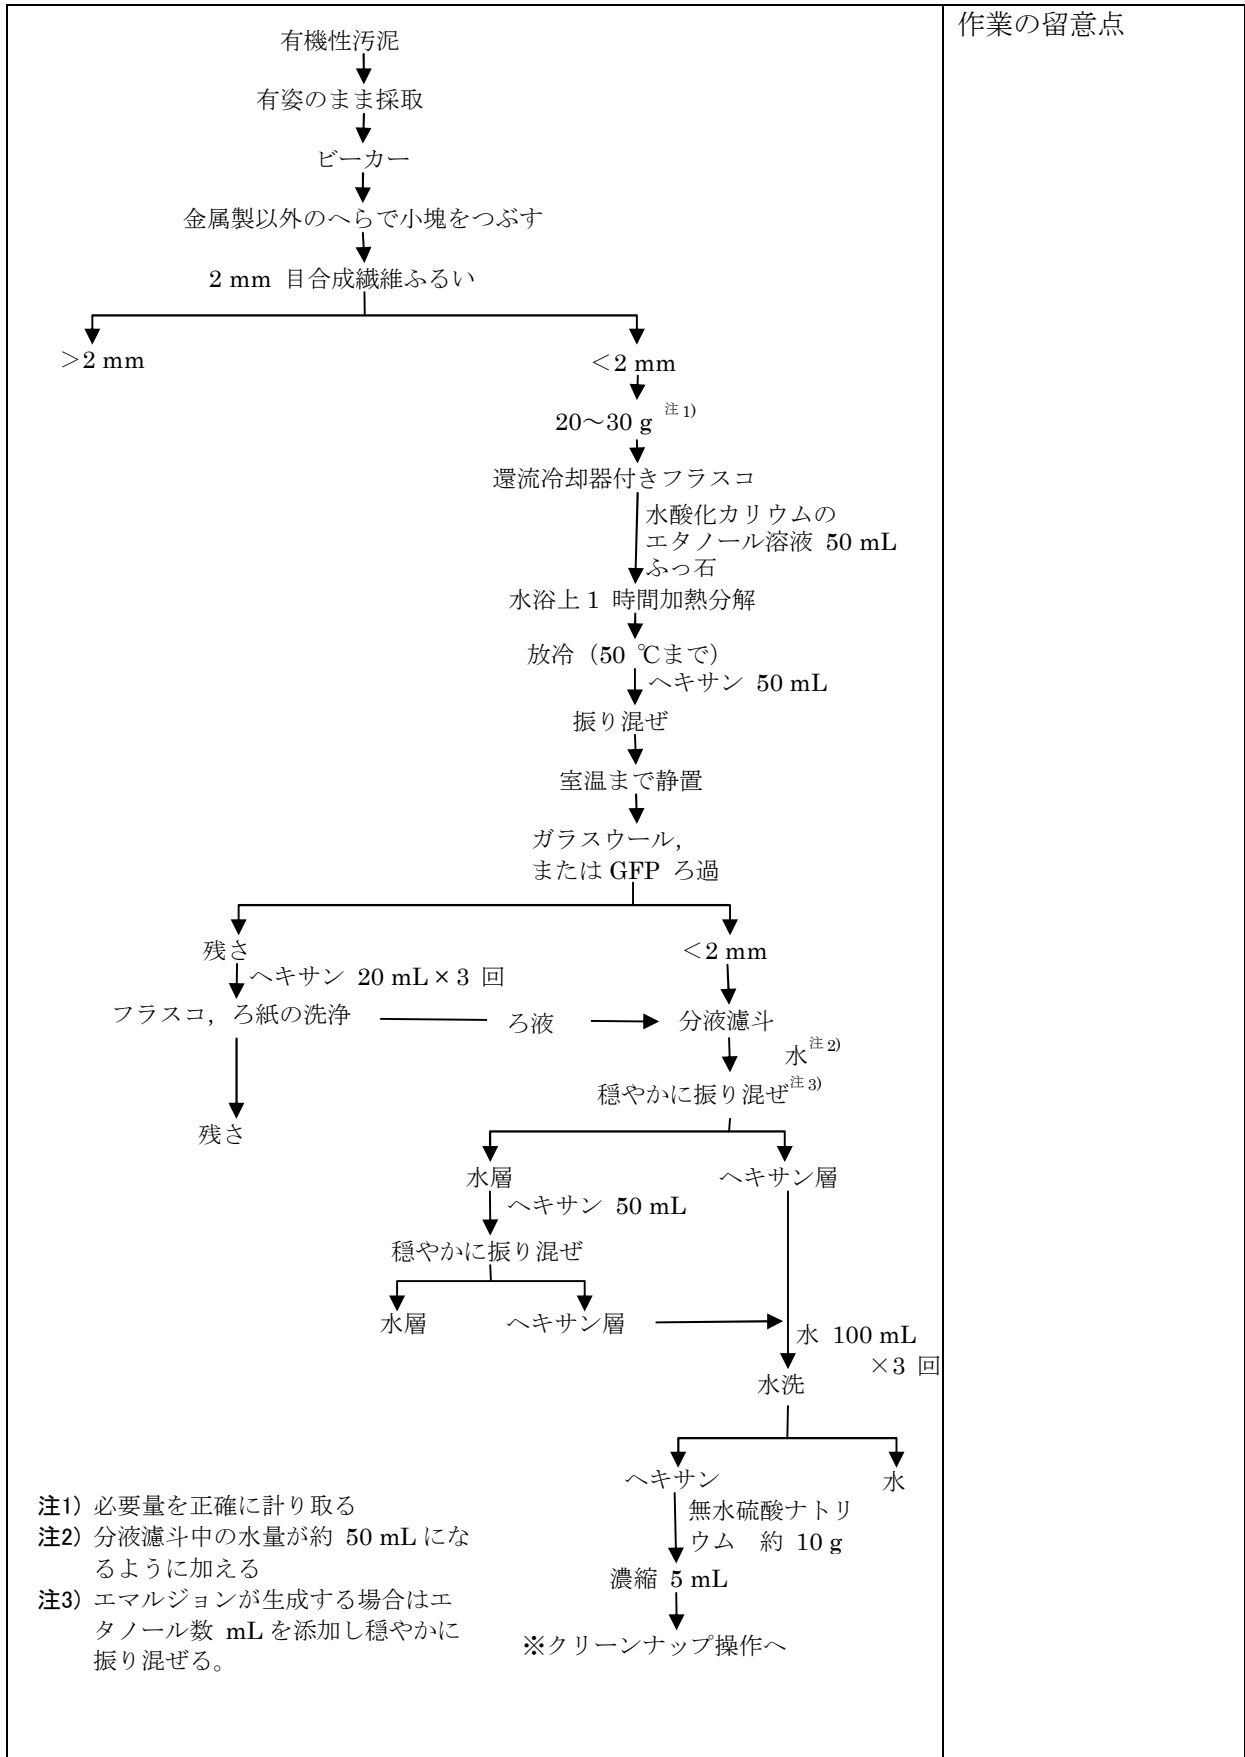 作業の留意点
有機性汚泥
有姿のまま採取
ビーカー
金属製以外のへらで小塊をつぶす
2 mm 目合成繊維ふるい
>2 mm
<2 mm
20～30 g 注1)
還流冷却器付きフラスコ
水酸化カリウムの
エタノール溶液 50 mL
ふっ石
水浴上1 時間加熱分解
放冷（50 ℃まで）
ヘキサン 50 mL
振り混ぜ
室温まで静置
ガラスウール，
または GFP ろ過
残さ
<2 mm
ヘキサン 20 mL × 3 回
フラスコ，ろ紙の洗浄
ろ液
分液濾斗
水注2)
穏やかに振り混ぜ注3)
残さ
水層
ヘキサン層
ヘキサン 50 mL
穏やかに振り混ぜ
水層
ヘキサン層
水 100 mL
×3 回
水洗
ヘキサン
水
無水硫酸ナトリ
ウム　約 10 g
濃縮 5 mL
※クリーンナップ操作へ
注1) 必要量を正確に計り取る
注2) 分液濾斗中の水量が約 50 mL にな
るように加える
注3) エマルジョンが生成する場合はエ
タノール数 mL を添加し穏やかに
振り混ぜる。